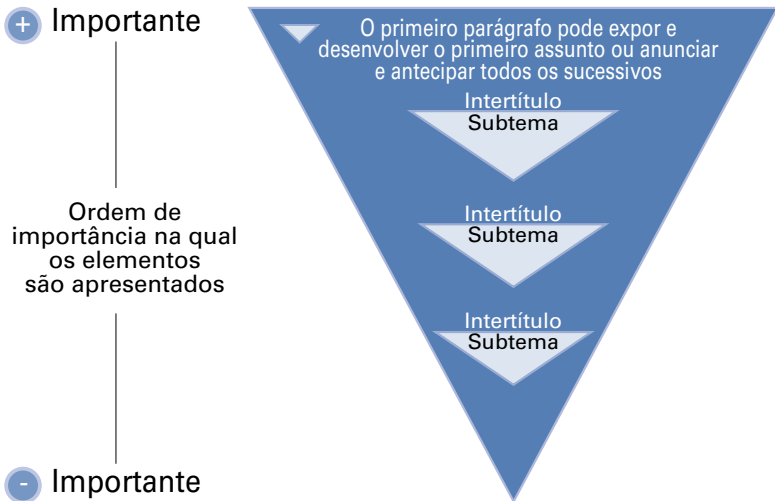 + Importante
O primeiro parágrafo pode expor e
desenvolver o primeiro assunto ou anunciar
e antecipar todos os sucessivos
Intertítulo
Subtema
Ordem de
importância na qual
os elementos
são apresentados
Intertítulo
Subtema
Intertítulo
Subtema
- Importante